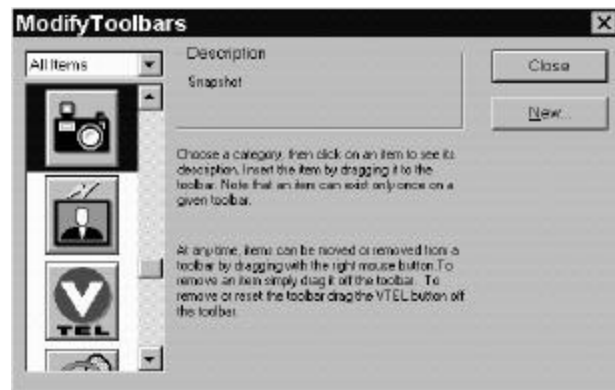 ModifyToolbars
All Items
Description
Close
Snapshot
New...
Choose a category, then click on an item to see its
description. Insert the item by dragging it to the
toolbar. Note that an item can exist only once on a
given toolbar.
At any time, items can be moved or removed from a
toolbar by dragging with the right mouse button.To
remove an item simply drag it off the toolbar. To
remove or reset the toolbar drag the VTEL button off
the toolbar.
V
TEL